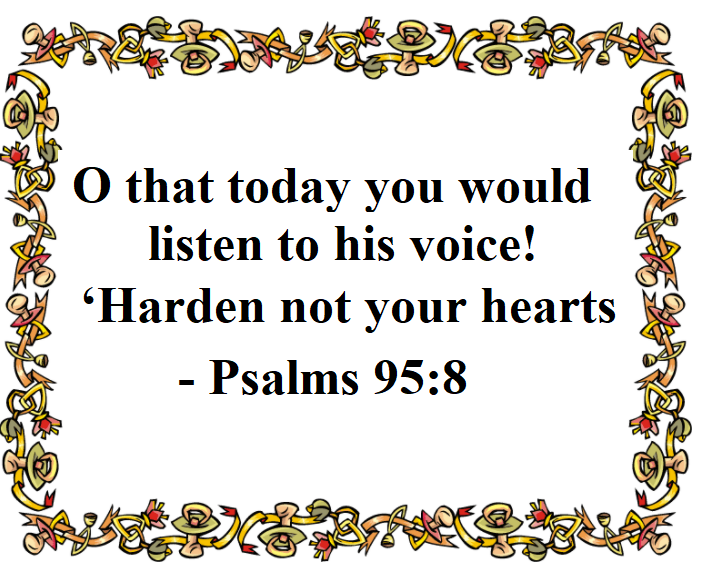 O that today you would
listen to his voice!
‘Harden not your hearts
- Psalms 95:8